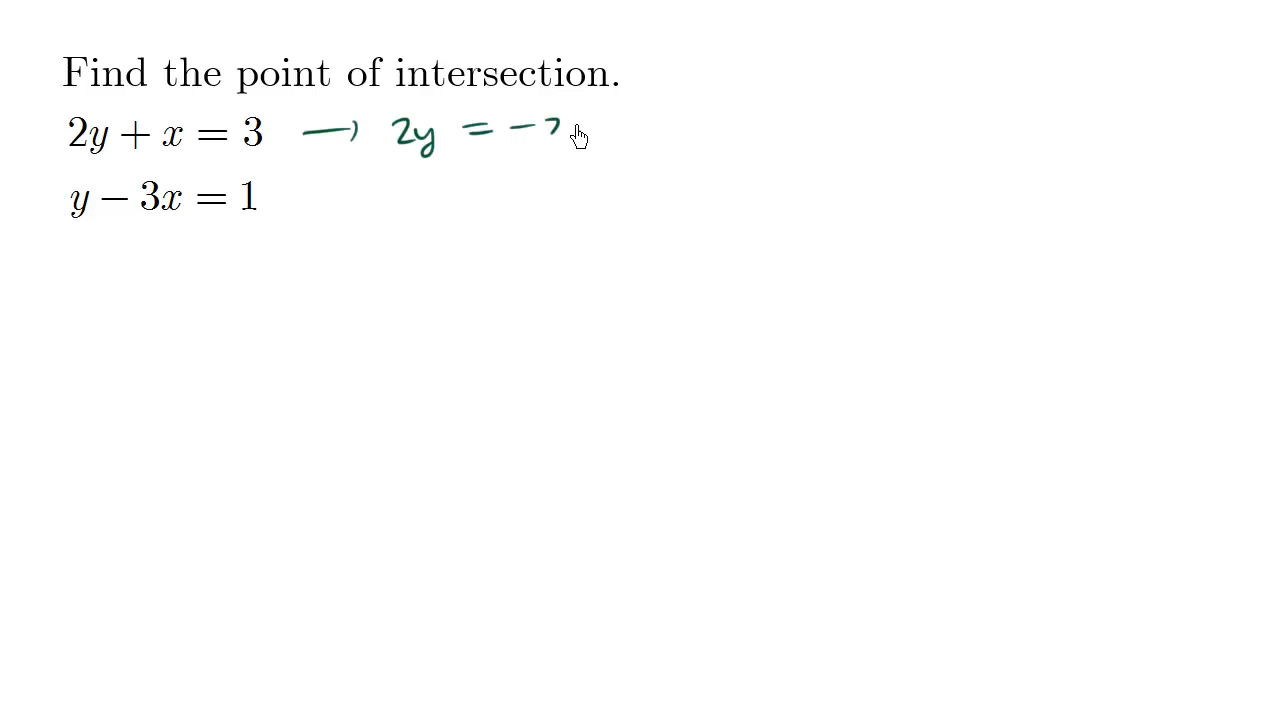 Find the point of intersection.
2y + x = 3 → 2y = -
y - 3x = 1